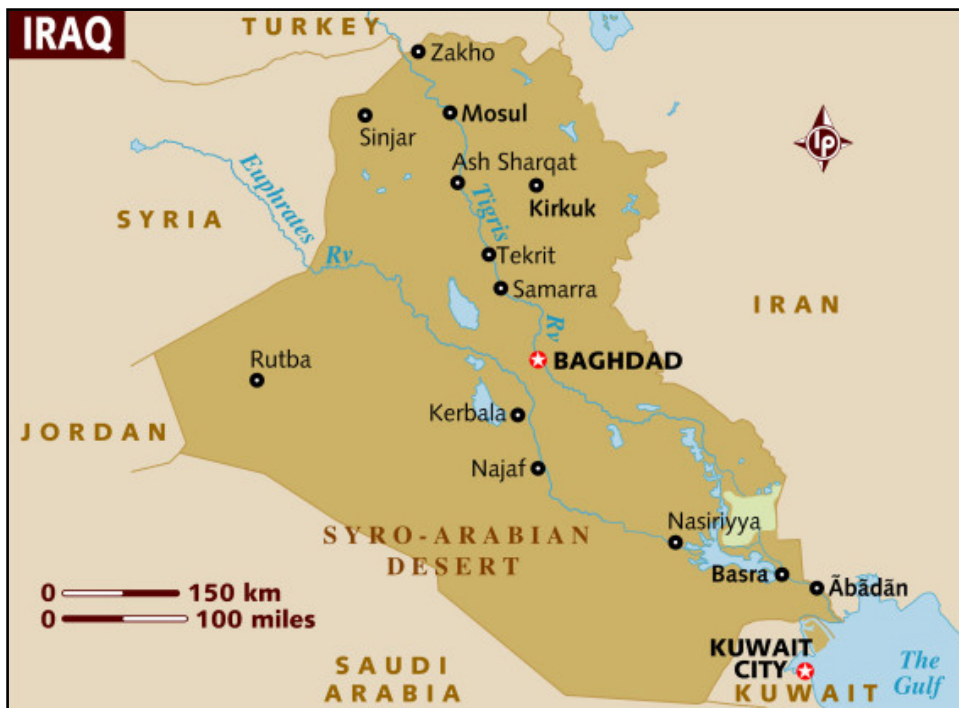 IRAQ
TURKEY
Zakho
Mosul
Sinjar
Ash Sharqat
Kirkuk
Euphrates
Rv
Tigris
Rv
SYRIA
Tekrit
Samarra
IRAN
BAGHDAD
Rutba
Kerbala
JORDAN
Najaf
Nasiriyya
SYRO-ARABIAN
DESERT
Basra
Ãbãdãn
0 150 km
0 100 miles
KUWAIT
CITY
SAUDI
ARABIA
KUWAIT
The
Gulf
lp